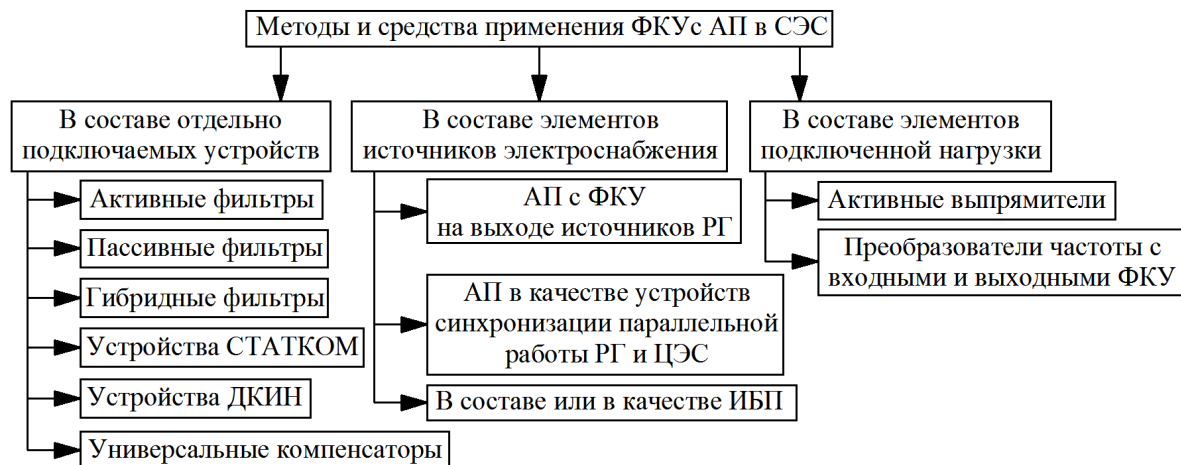 Методы и средства применения ФКУс АП в СЭС
В составе отдельно
подключаемых устройств
Активные фильтры
Пассивные фильтры
Гибридные фильтры
Устройства СТАТКОМ
Устройства ДКИН
Универсальные компенсаторы
В составе элементов
источников электроснабжения
АП с ФКУ
на выходе источников РГ
АП в качестве устройств
синхронизации параллельной
работы РГ и ЦЭС
В составе или в качестве ИБП
В составе элементов
подключенной нагрузки
Активные выпрямители
Преобразователи частоты с
входными и выходными ФКУ